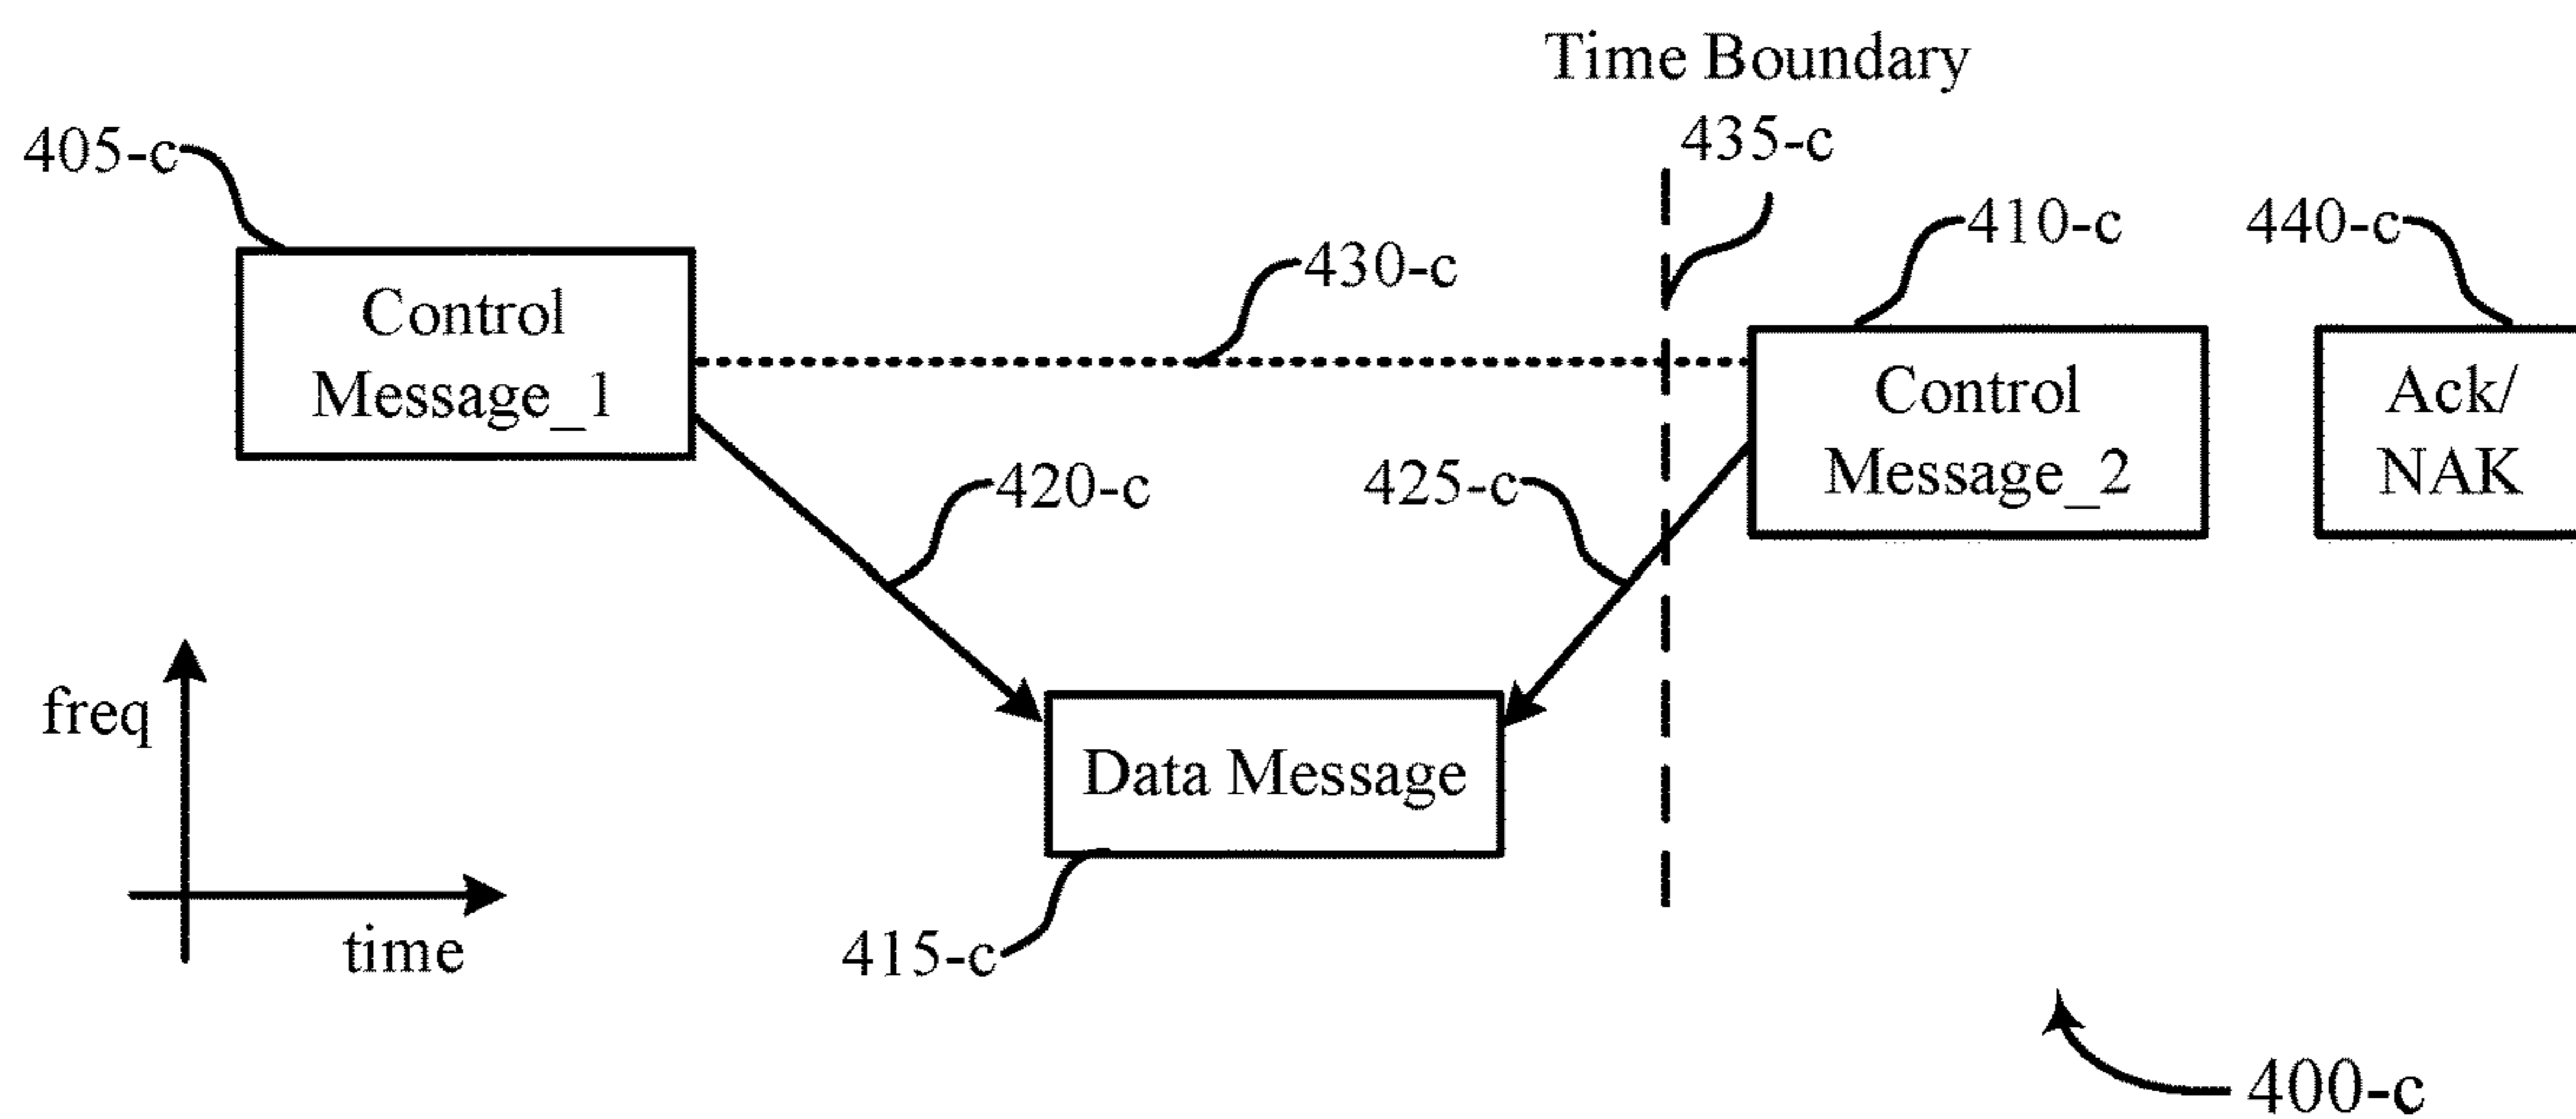 Time Boundary
435-c
405-c
410-c
440-c
430-c
Control
Message_1
Control
Message_2
Ack/
NAK
420-c
425-c
freq
Data Message
time
415-c
400-c